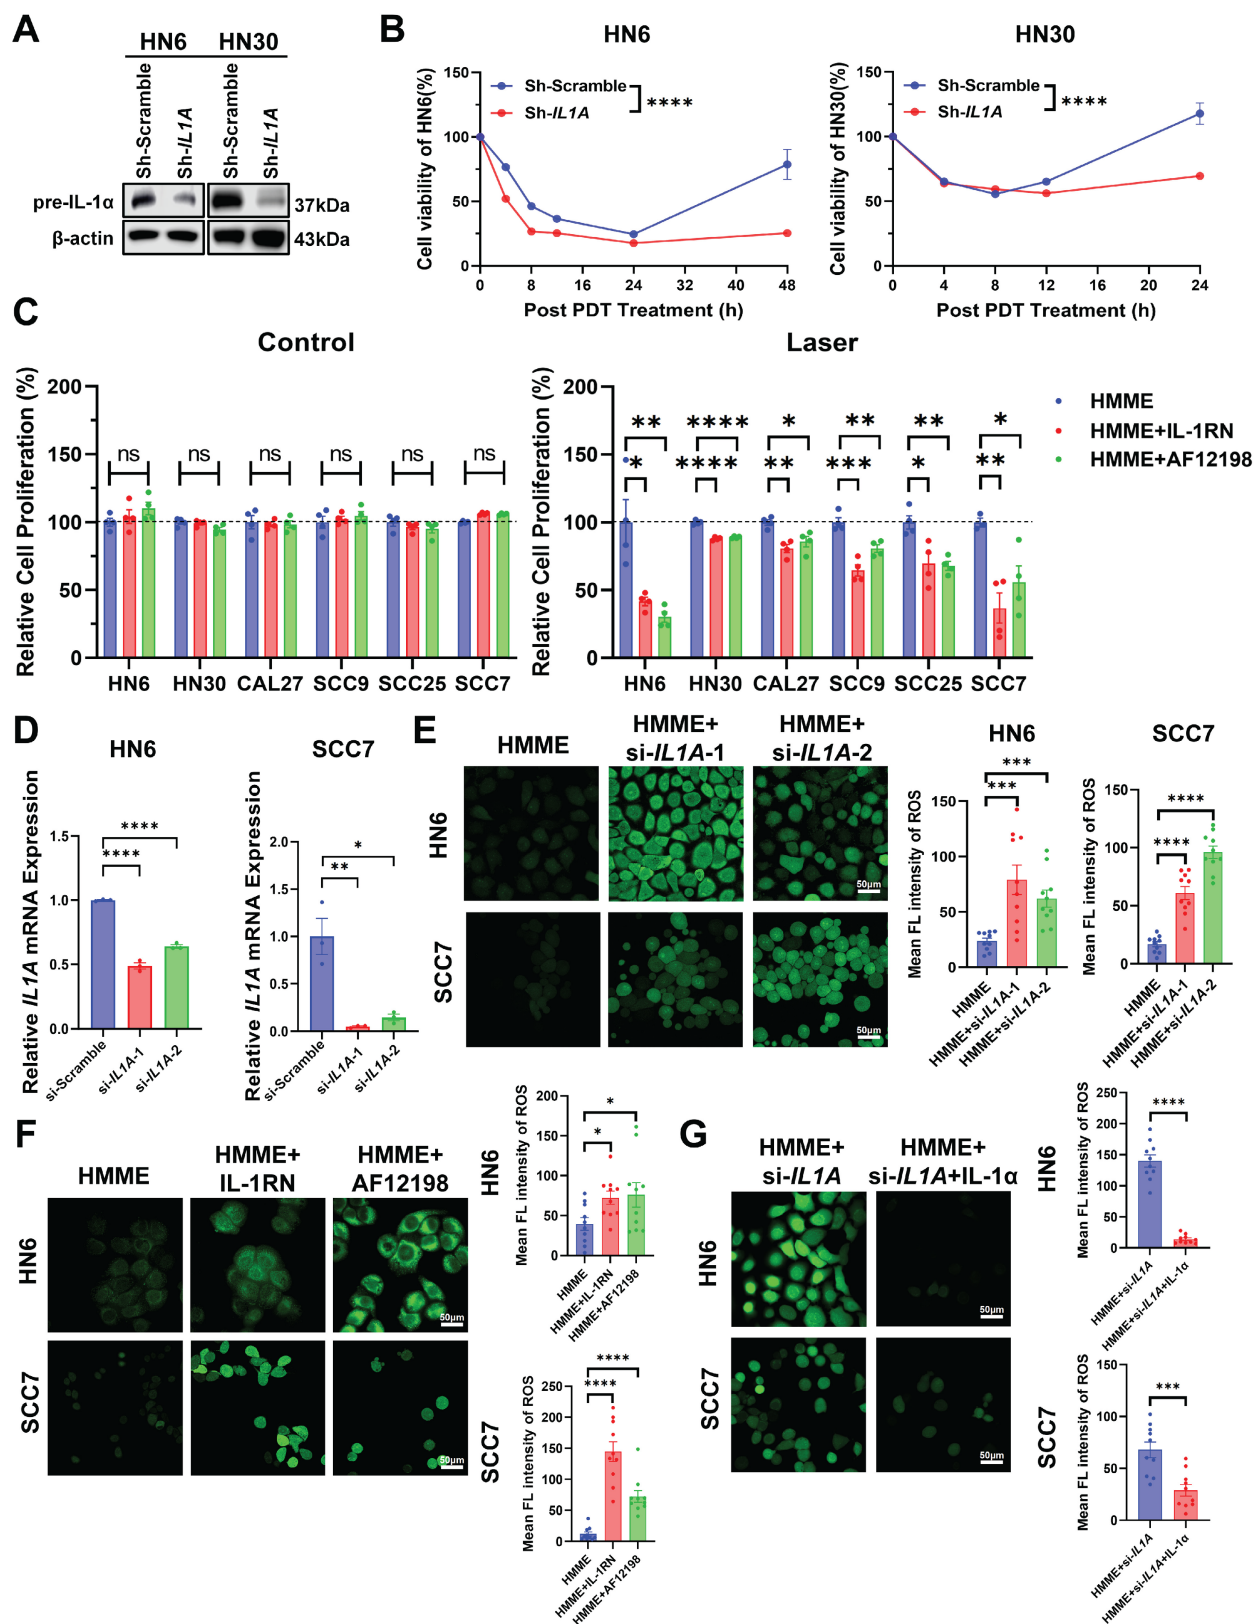 A
HN6 HN30
Sh-Scramble
Sh-IL1A
Sh-Scramble
Sh-IL1A
pre-IL-1α
37kDa
β-actin
43kDa
B
HN6
Cell viability of HN6(%)
150
100
50
0
Sh-Scramble
Sh-IL1A
****
0 8 16 24 32 40 48
Post PDT Treatment (h)
HN30
Cell viability of HN30(%)
150
100
50
0
Sh-Scramble
Sh-IL1A
****
0 4 8 12 16 20 24
Post PDT Treatment (h)
C
Control
Relative Cell Proliferation (%)
200
150
100
50
0
ns ns ns ns ns ns
HN6 HN30 CAL27 SCC9 SCC25 SCC7
Laser
Relative Cell Proliferation (%)
200
150
100
50
0
** **** * ** ** *
* **** ** *** * **
HN6 HN30 CAL27 SCC9 SCC25 SCC7
HMME
HMME+IL-1RN
HMME+AF12198
D
HN6
Relative IL1A mRNA Expression
1.5
1.0
0.5
0.0
****
****
si-Scramble
si-IL1A-1
si-IL1A-2
SCC7
Relative IL1A mRNA Expression
2.0
1.5
1.0
0.5
0.0
*
**
si-Scramble
si-IL1A-1
si-IL1A-2
E
HMME
HMME+
si-IL1A-1
HMME+
si-IL1A-2
HN6
50μm
SCC7
50μm
HN6
Mean FL intensity of ROS
150
100
50
0
***
***
HMME
HMME+si-IL1A-1
HMME+si-IL1A-2
SCC7
Mean FL intensity of ROS
150
100
50
0
****
****
HMME
HMME+si-IL1A-1
HMME+si-IL1A-2
F
HMME
HMME+
IL-1RN
HMME+
AF12198
HN6
50μm
SCC7
50μm
HN6
Mean FL intensity of ROS
200
150
100
50
0
*
*
HMME
HMME+IL-1RN
HMME+AF12198
SCC7
Mean FL intensity of ROS
250
200
150
100
50
0
****
****
HMME
HMME+IL-1RN
HMME+AF12198
G
HMME+
si-IL1A
HMME+
si-IL1A+IL-1α
HN6
50μm
SCC7
50μm
HN6
Mean FL intensity of ROS
200
150
100
50
0
****
HMME+si-IL1A
HMME+si-IL1A+IL-1α
SCC7
Mean FL intensity of ROS
150
100
50
0
***
HMME+si-IL1A
HMME+si-IL1A+IL-1α